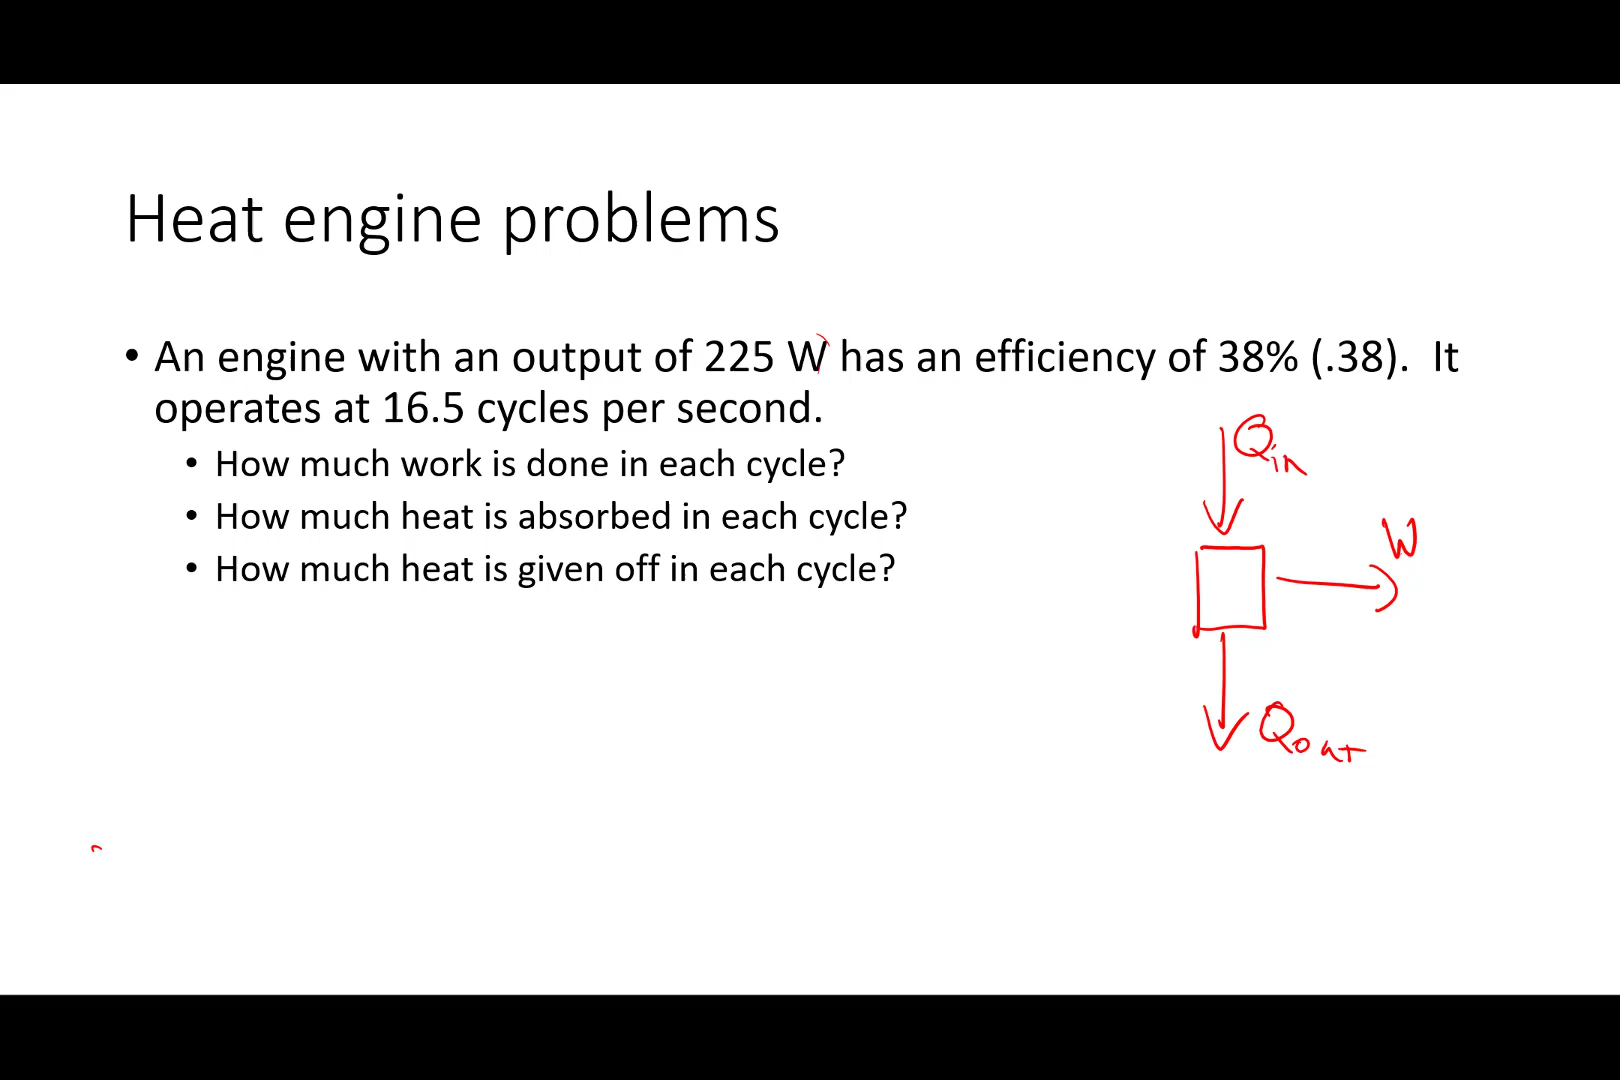 Heat engine problems
• An engine with an output of 225 W has an efficiency of 38% (.38).  It
operates at 16.5 cycles per second.
• How much work is done in each cycle?
• How much heat is absorbed in each cycle?
• How much heat is given off in each cycle?
Qin
W
Qout